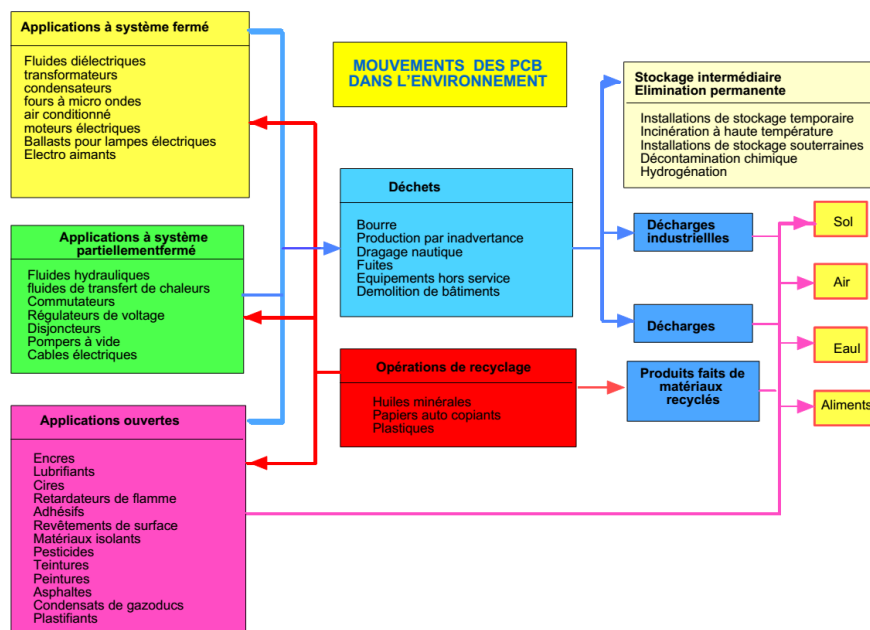 Applications à système fermé
Fluides diélectriques
transformateurs
condensateurs
fours à micro ondes
air conditionné
moteurs électriques
Ballasts pour lampes électriques
Electro aimants
MOUVEMENTS DES PCB
DANS L'ENVIRONNEMENT
Stockage intermédiaire
Elimination permanente
Installations de stockage temporaire
Incinération à haute température
Installations de stockage souterraines
Décontamination chimique
Hydrogénation
Applications à système
partiellementfermé
Fluides hydrauliques
fluides de transfert de chaleurs
Commutateurs
Régulateurs de voltage
Disjoncteurs
Pompers à vide
Cables électriques
Déchets
Bourre
Production par inadvertance
Dragage nautique
Fuites
Equipements hors service
Demolition de bâtiments
Décharges
industriellles
Décharges
Sol
Air
Eaul
Aliments
Opérations de recyclage
Huiles minérales
Papiers auto copiants
Plastiques
Produits faits de
matériaux
recyclés
Applications ouvertes
Encres
Lubrifiants
Cires
Retardateurs de flamme
Adhésifs
Revêtements de surface
Matériaux isolants
Pesticides
Teintures
Peintures
Asphaltes
Condensats de gazoducs
Plastifiants